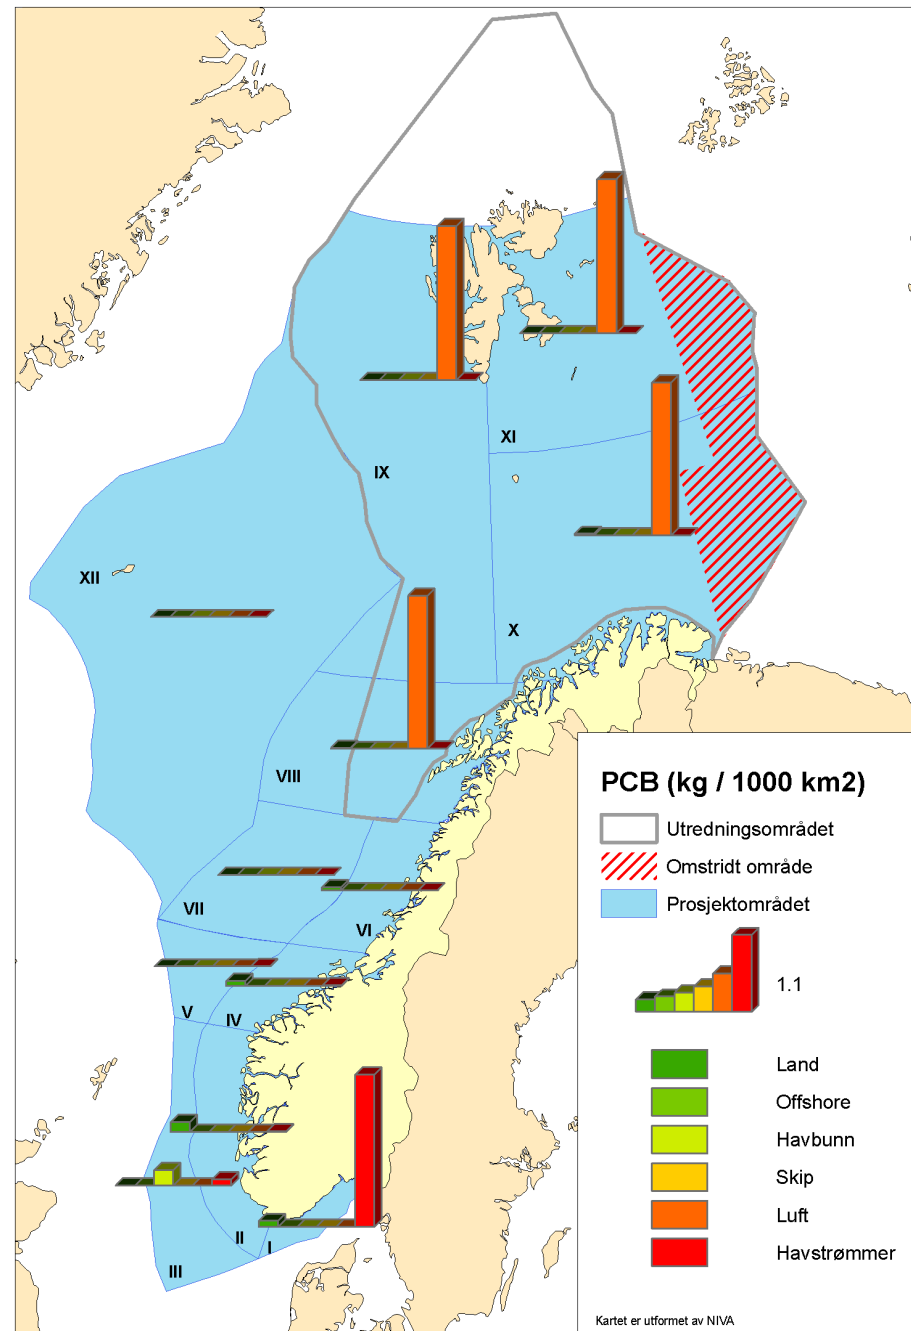 XI
IX
XII
X
VIII
VII
VI
V
IV
II
I
III
PCB (kg / 1000 km2)
Utredningsområdet
Omstridt område
Prosjektområdet
1.1
Land
Offshore
Havbunn
Skip
Luft
Havstrømmer
Kartet er utformet av NIVA